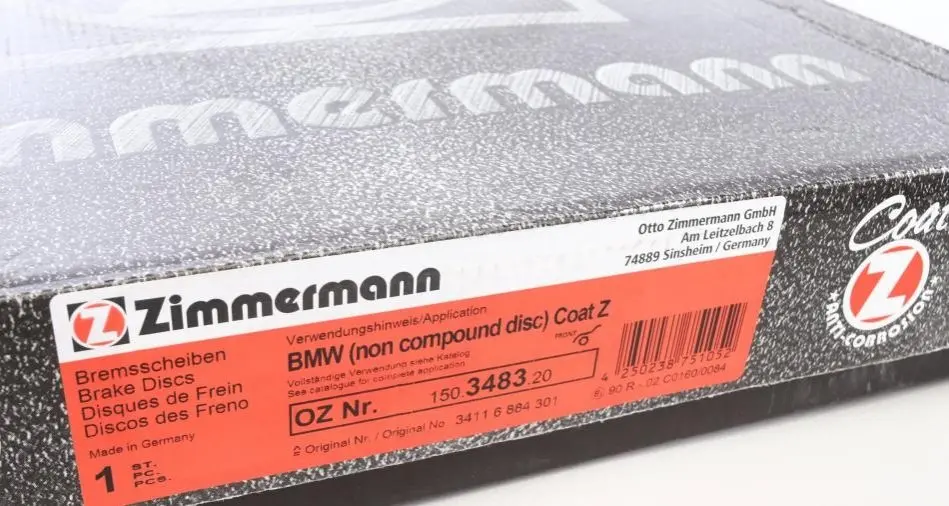 mmermann
Coat
Z
ANTI-CORROSION
Z Zimmermann
Otto Zimmermann GmbH
Am Leitzelbach 8
74889 Sinsheim / Germany
Bremsscheiben
Brake Discs
Disques de Frein
Discos des Freno
Made in Germany
1 ST.
PC.
PCS.
Verwendungshinweis/Application
BMW (non compound disc) Coat Z
Vollständige Verwendung siehe Katalog
See catalogue for complete application
FRONT
OZ Nr. 150.3483.20
Original Nr. / Original No 3411 6 884 301
4 250238 751052
90 R - 02 C0160/0084